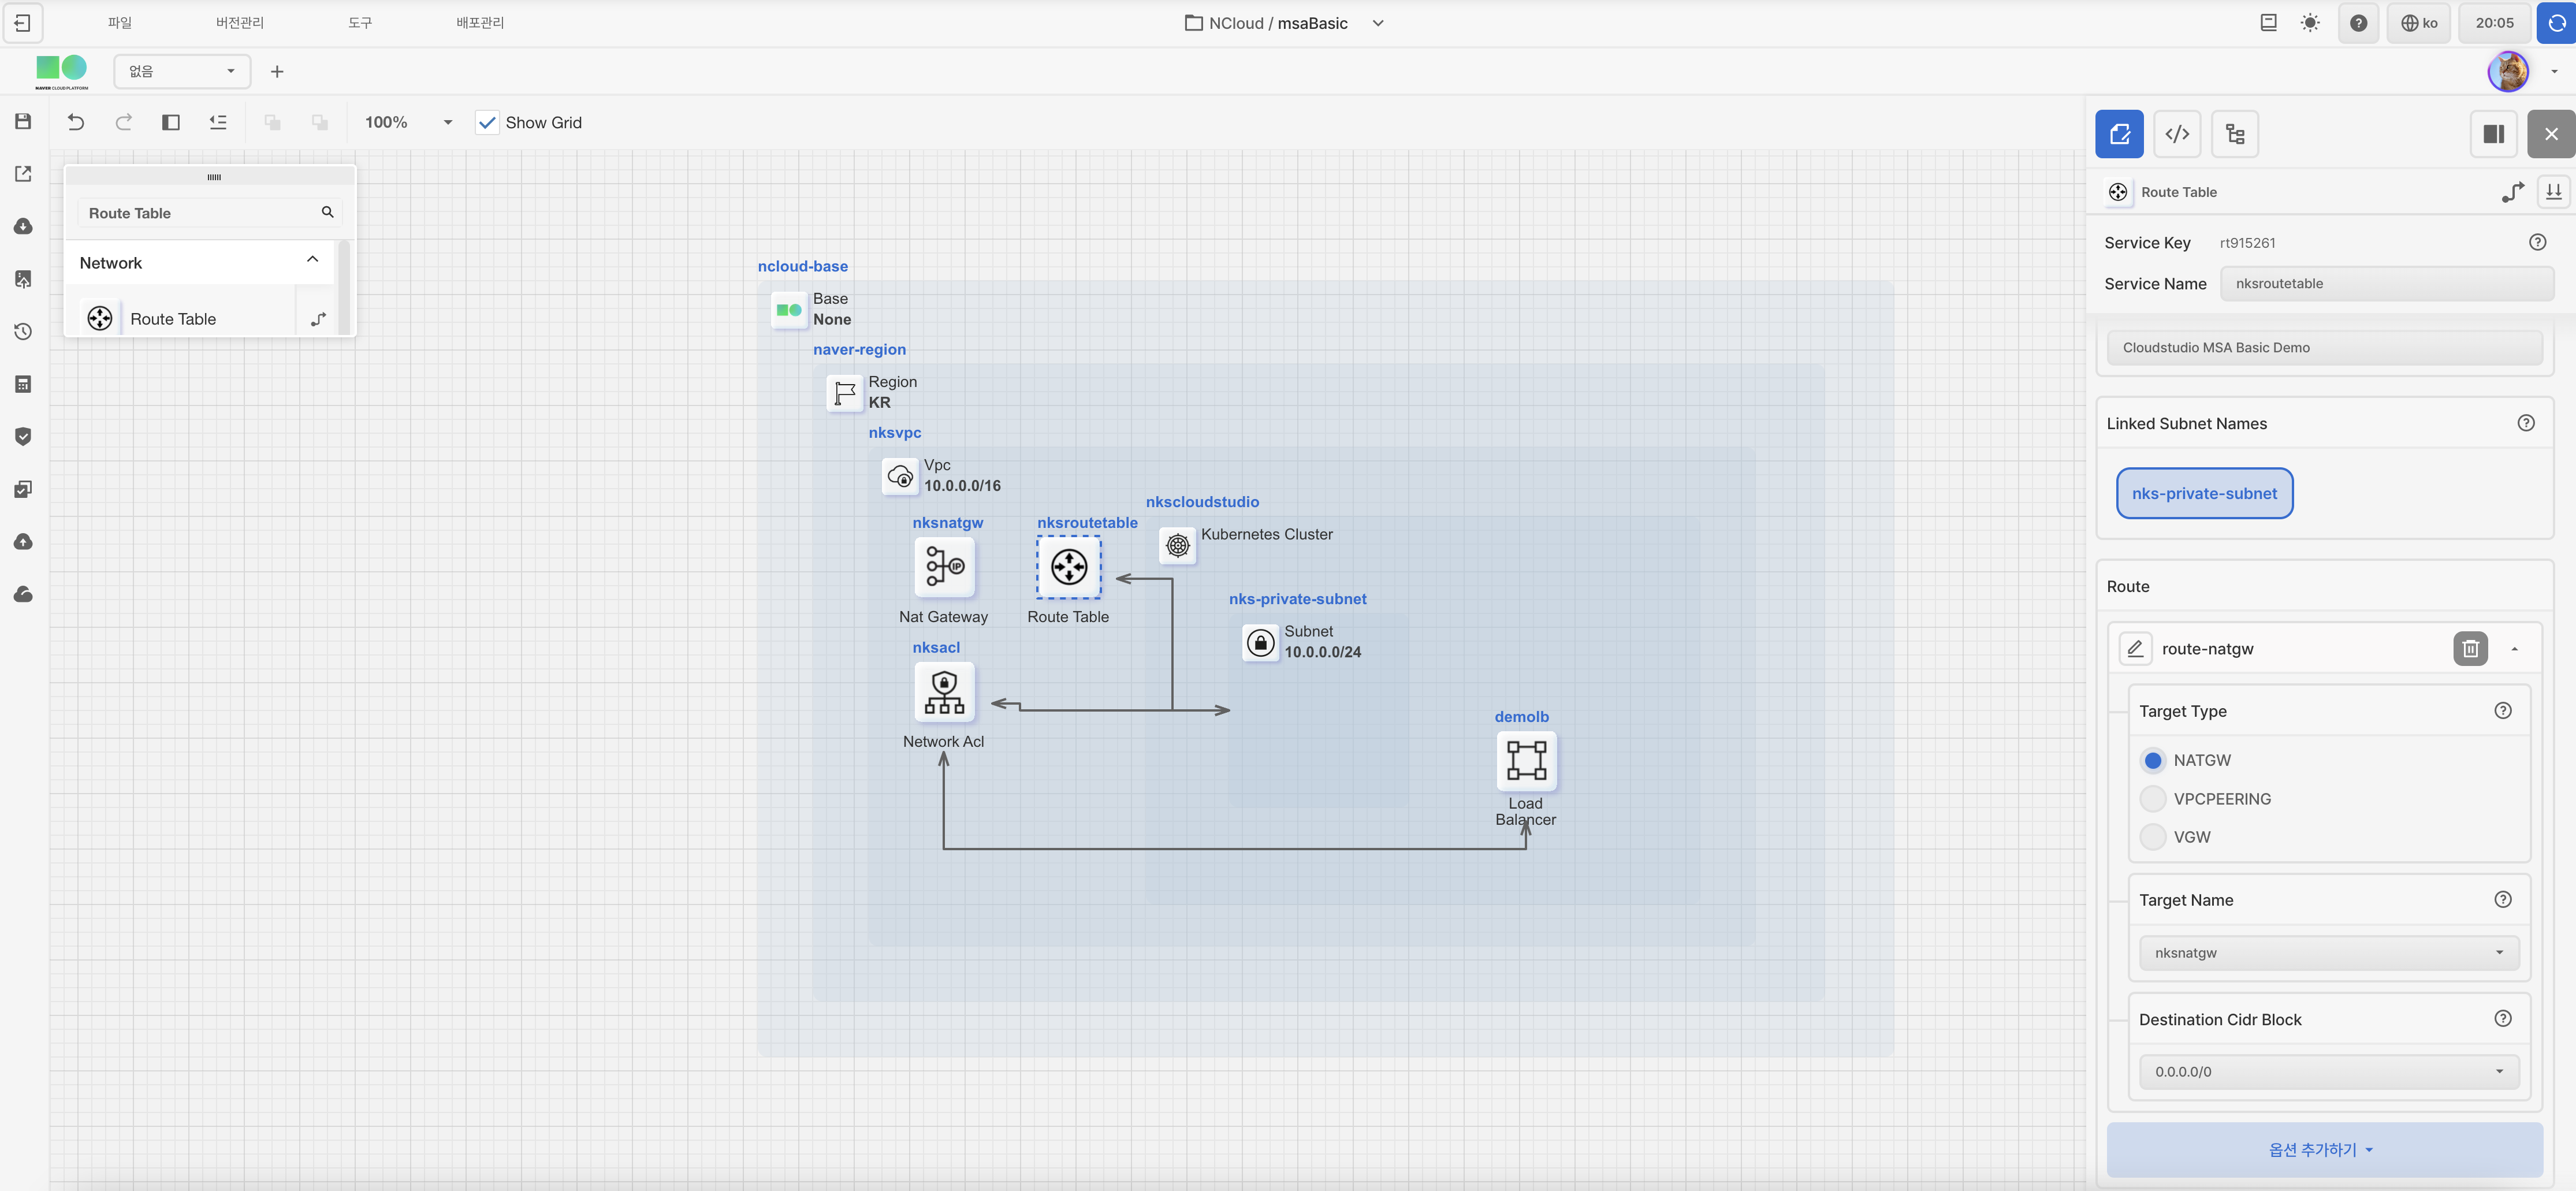 파일
버전관리
도구
배포관리
NCloud / msaBasic
ko
20:05
NAVER CLOUD PLATFORM
없음
100%
Show Grid
Route Table
Network
Route Table
ncloud-base
Base
None
naver-region
Region
KR
nksvpc
Vpc
10.0.0.0/16
nksnatgw
Nat Gateway
nksroutetable
Route Table
nkscloudstudio
Kubernetes Cluster
nks-private-subnet
Subnet
10.0.0.0/24
nksacl
Network Acl
demolb
Load
Balancer
Route Table
Service Key
rt915261
Service Name
nksroutetable
Cloudstudio MSA Basic Demo
Linked Subnet Names
nks-private-subnet
Route
route-natgw
Target Type
NATGW
VPCPEERING
VGW
Target Name
nksnatgw
Destination Cidr Block
0.0.0.0/0
옵션 추가하기